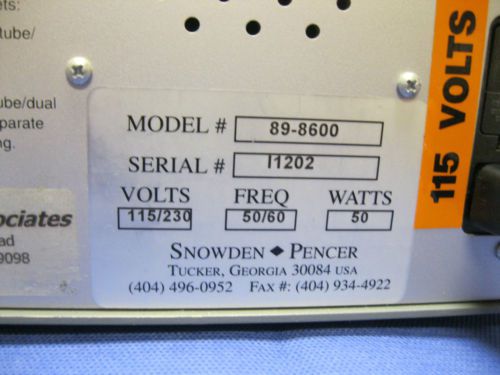 ets:
tube/
ube/dual
parate
ng.
ociates
ad
9098
MODEL # 89-8600
SERIAL # I1202
VOLTS FREQ WATTS
115/230 50/60 50
SNOWDEN ◆ PENCER
TUCKER, GEORGIA 30084 USA
(404) 496-0952 FAX #: (404) 934-4922
115 VOLTS